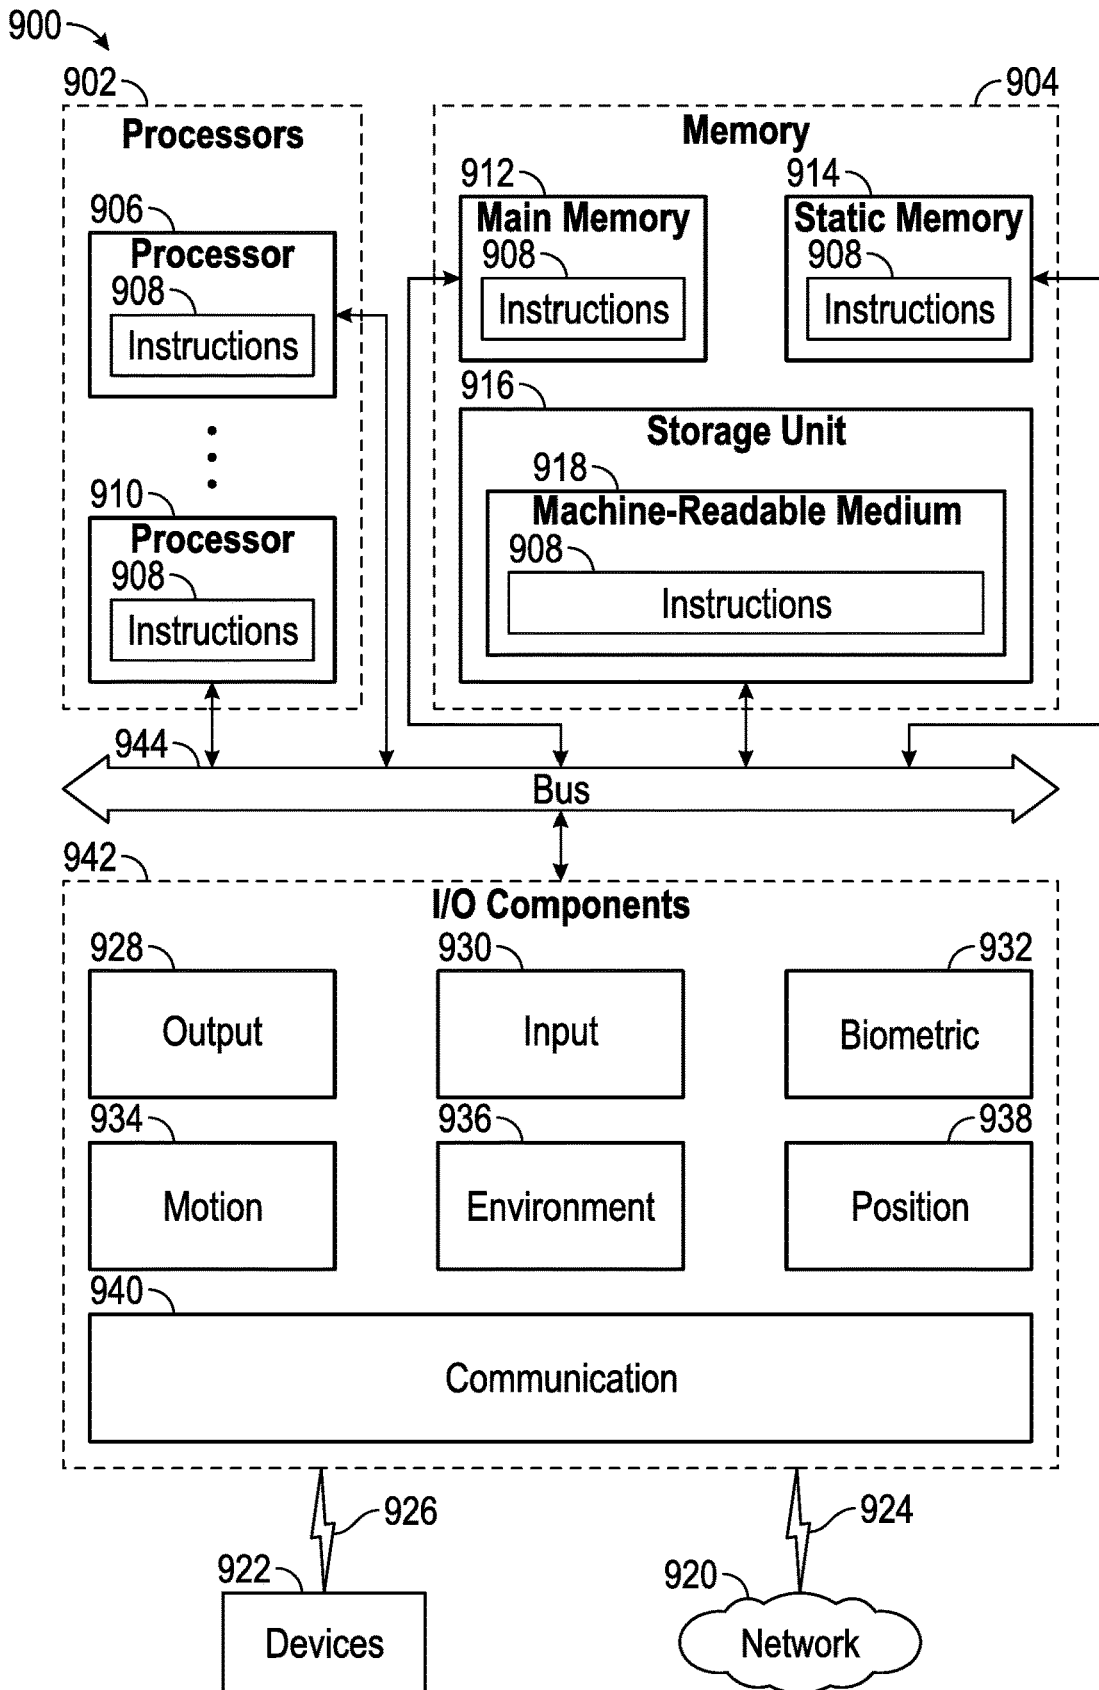 900
902
904
Processors
Memory
912
914
906
Main Memory
Static Memory
Processor
908
908
908
Instructions
Instructions
Instructions
916
Storage Unit
918
910
Machine-Readable Medium
Processor
908
908
Instructions
Instructions
944
Bus
942
I/O Components
928
930
932
Output
Input
Biometric
934
936
938
Motion
Environment
Position
940
Communication
926
924
922
920
Devices
Network